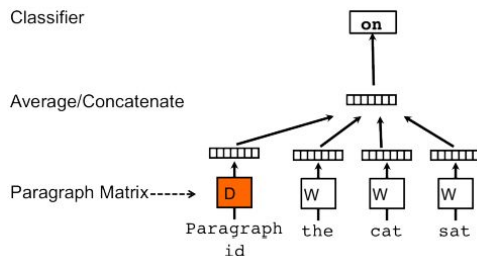 Classifier
on
Average/Concatenate
Paragraph Matrix
D
W
W
W
Paragraph the cat sat
id